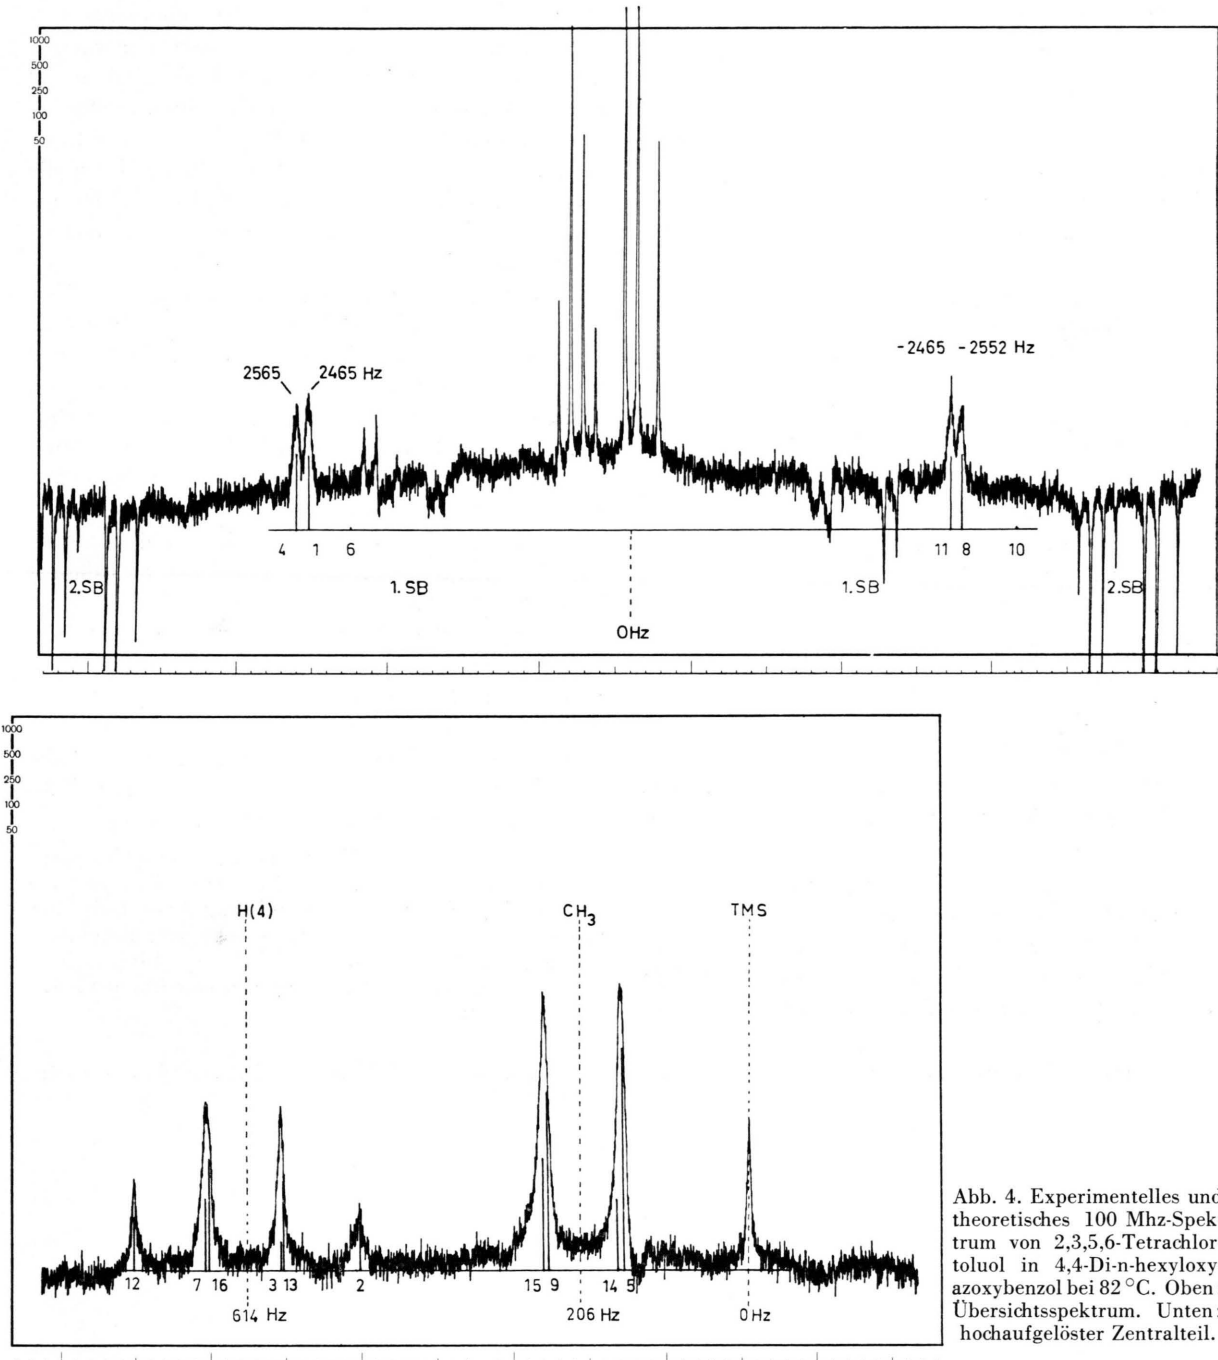 1000
500
250
100
50
2565
2465 Hz
-2465 -2552 Hz
4 1 6
11 8 10
2.SB 1.SB 1.SB 2.SB
0Hz
1000
500
250
100
50
H(4) CH3 TMS
12 7 16 3 13 2 15 9 14 5
614 Hz 206 Hz 0Hz
Abb. 4. Experimentelles und
theoretisches 100 Mhz-Spek
trum von 2,3,5,6-Tetrachlor
toluol in 4,4-Di-n-hexyloxy
azoxybenzol bei 82 °C. Oben
Übersichtsspektrum. Unten:
hochaufgelöster Zentralteil.